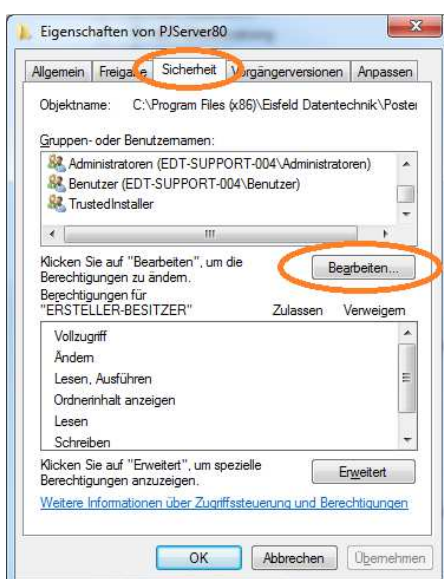 Eigenschaften von PJServer80
Allgemein Freigabe Sicherheit Vorgängerversionen Anpassen
Objektname: C:\Program Files (x86)\Eisfeld Datentechnik\Poster
Gruppen- oder Benutzernamen:
Administratoren (EDT-SUPPORT-004\Administratoren)
Benutzer (EDT-SUPPORT-004\Benutzer)
TrustedInstaller
Klicken Sie auf "Bearbeiten", um die
Berechtigungen zu ändern.
Bearbeiten...
Berechtigungen für
"ERSTELLER-BESITZER" Zulassen Verweigern
Vollzugriff
Ändern
Lesen, Ausführen
Ordnerinhalt anzeigen
Lesen
Schreiben
Klicken Sie auf "Erweitert", um spezielle
Berechtigungen anzuzeigen.
Erweitert
Weitere Informationen über Zugriffssteuerung und Berechtigungen
OK Abbrechen Übernehmen